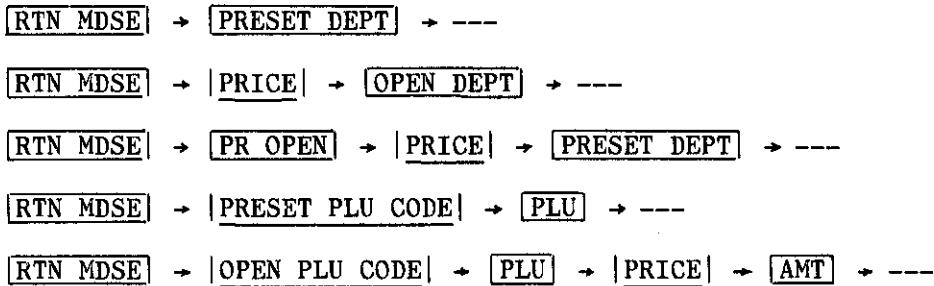 RTN MDSE → PRESET DEPT → ---
RTN MDSE → |PRICE| → OPEN DEPT → ---
RTN MDSE → PR OPEN → |PRICE| → PRESET DEPT → ---
RTN MDSE → |PRESET PLU CODE| → PLU → ---
RTN MDSE → |OPEN PLU CODE| → PLU → |PRICE| → AMT → ---